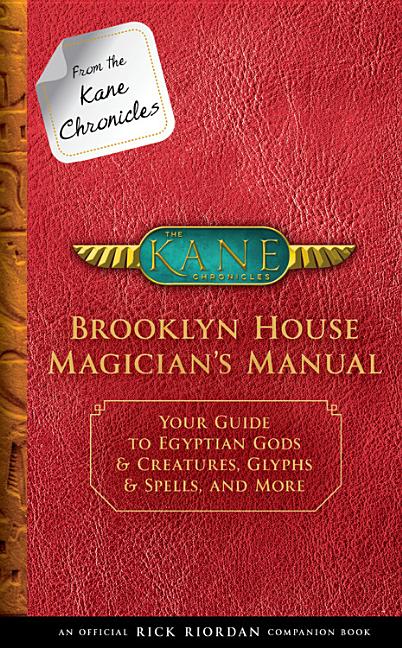 From the
Kane
Chronicles
THE
KANE
CHRONICLES
BROOKLYN HOUSE
MAGICIAN'S MANUAL
YOUR GUIDE
TO EGYPTIAN GODS
& CREATURES, GLYPHS
& SPELLS, AND MORE
AN OFFICIAL RICK RIORDAN COMPANION BOOK